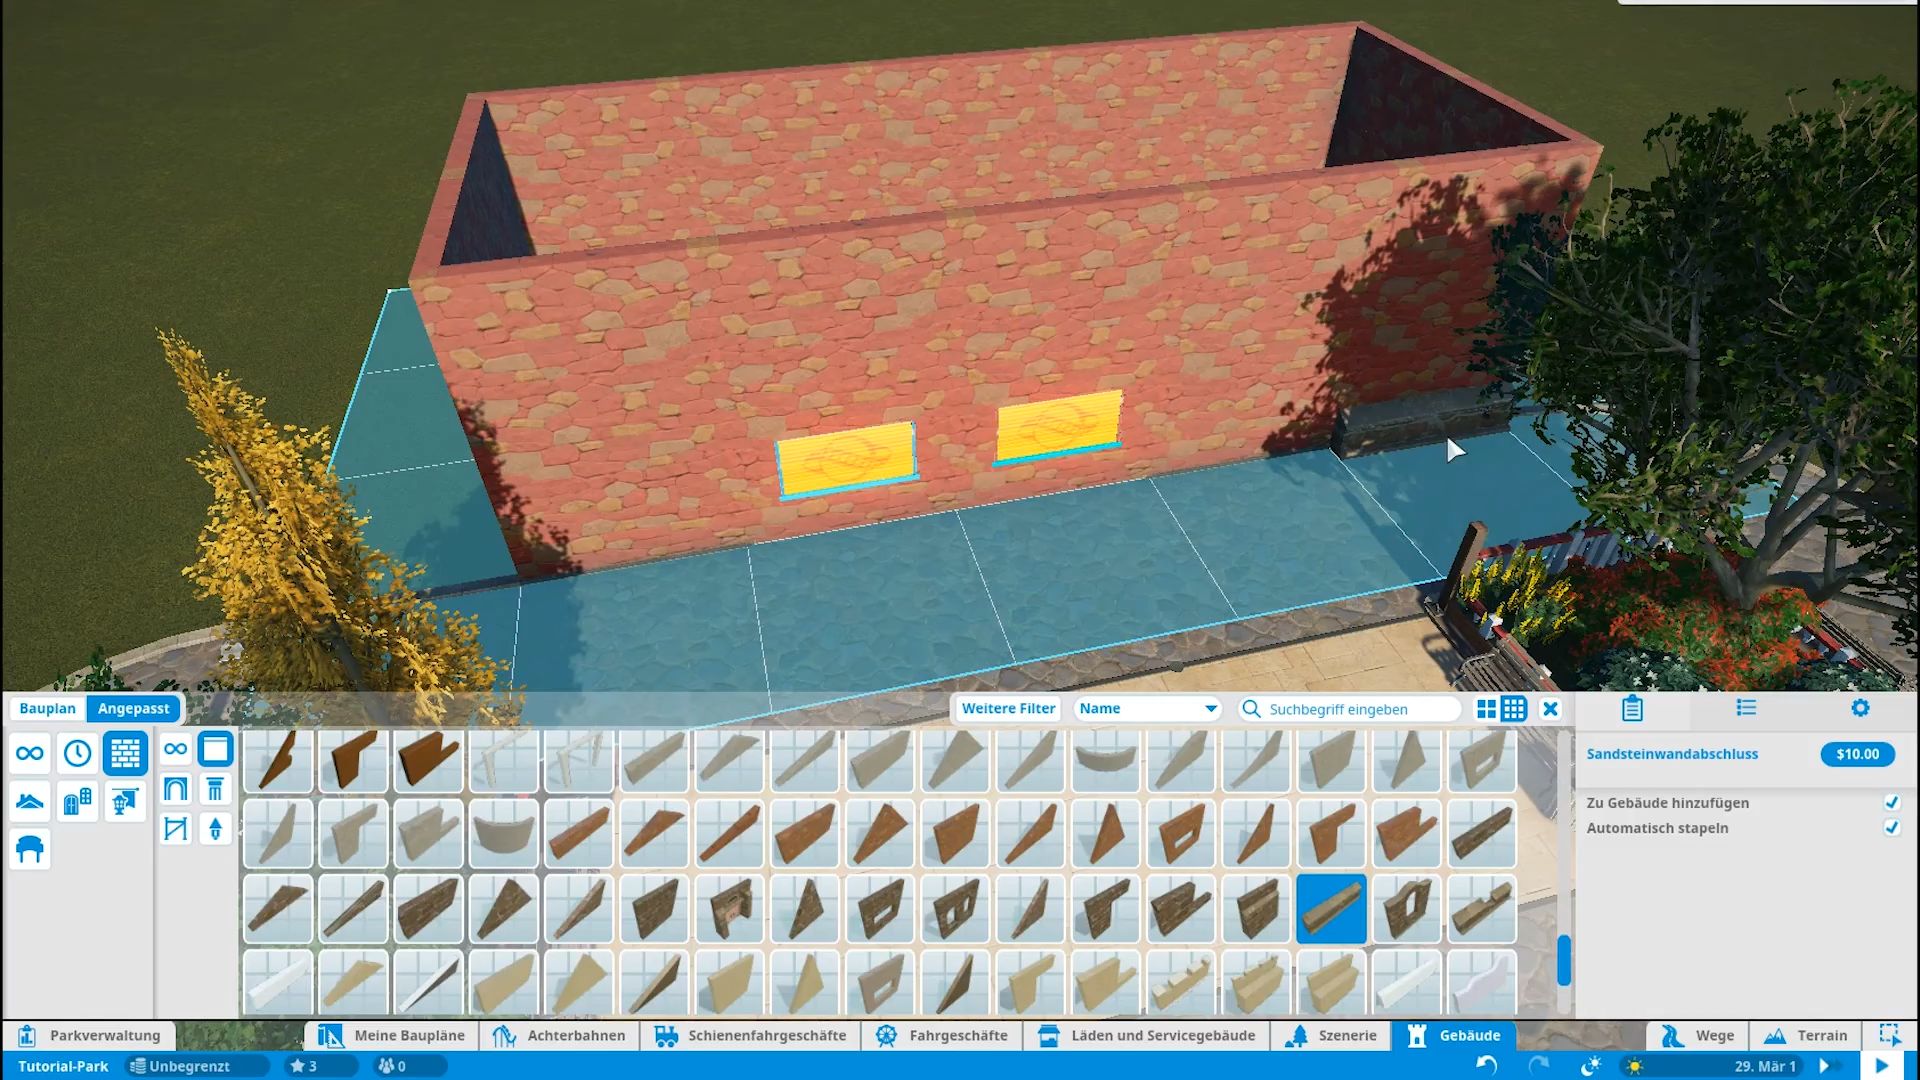 Bauplan
Angepasst
Weitere Filter
Name
Suchbegriff eingeben
Sandsteinwandabschluss
$10.00
Zu Gebäude hinzufügen
Automatisch stapeln
Parkverwaltung
Meine Baupläne
Achterbahnen
Schienenfahrgeschäfte
Fahrgeschäfte
Läden und Servicegebäude
Szenerie
Gebäude
Wege
Terrain
Tutorial-Park
Unbegrenzt
3
0
29. Mär 1